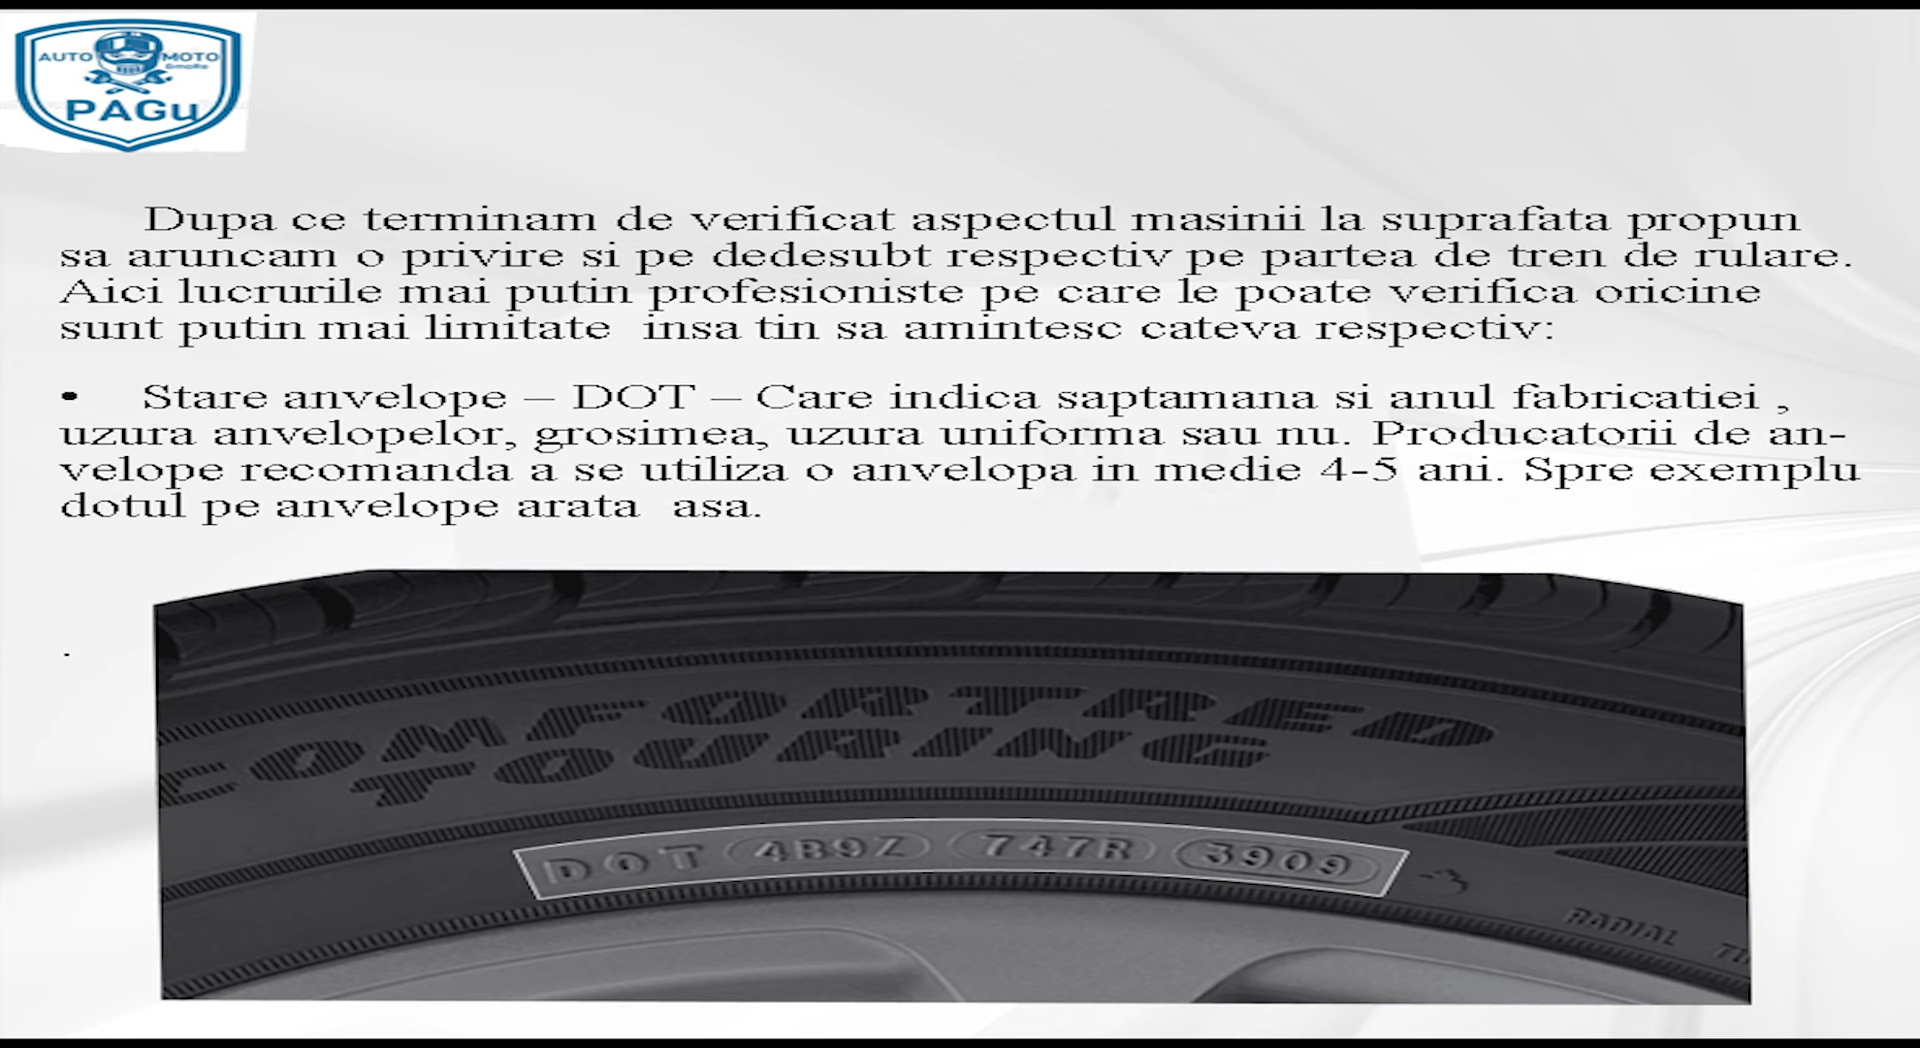 AUTO MOTO
PAGu
Dupa ce terminam de verificat aspectul masinii la suprafata propun
sa aruncam o privire si pe dedesubt respectiv pe partea de tren de rulare.
Aici lucrurile mai putin profesioniste pe care le poate verifica oricine
sunt putin mai limitate insa tin sa amintesc cateva respectiv:
• Stare anvelope – DOT – Care indica saptamana si anul fabricatiei ,
uzura anvelopelor, grosimea, uzura uniforma sau nu. Producatorii de an-
velope recomanda a se utiliza o anvelopa in medie 4-5 ani. Spre exemplu
dotul pe anvelope arata asa.
.
COMFORTRED
TOURING
DOT 4B9Z 747R 3909
RADIAL TU